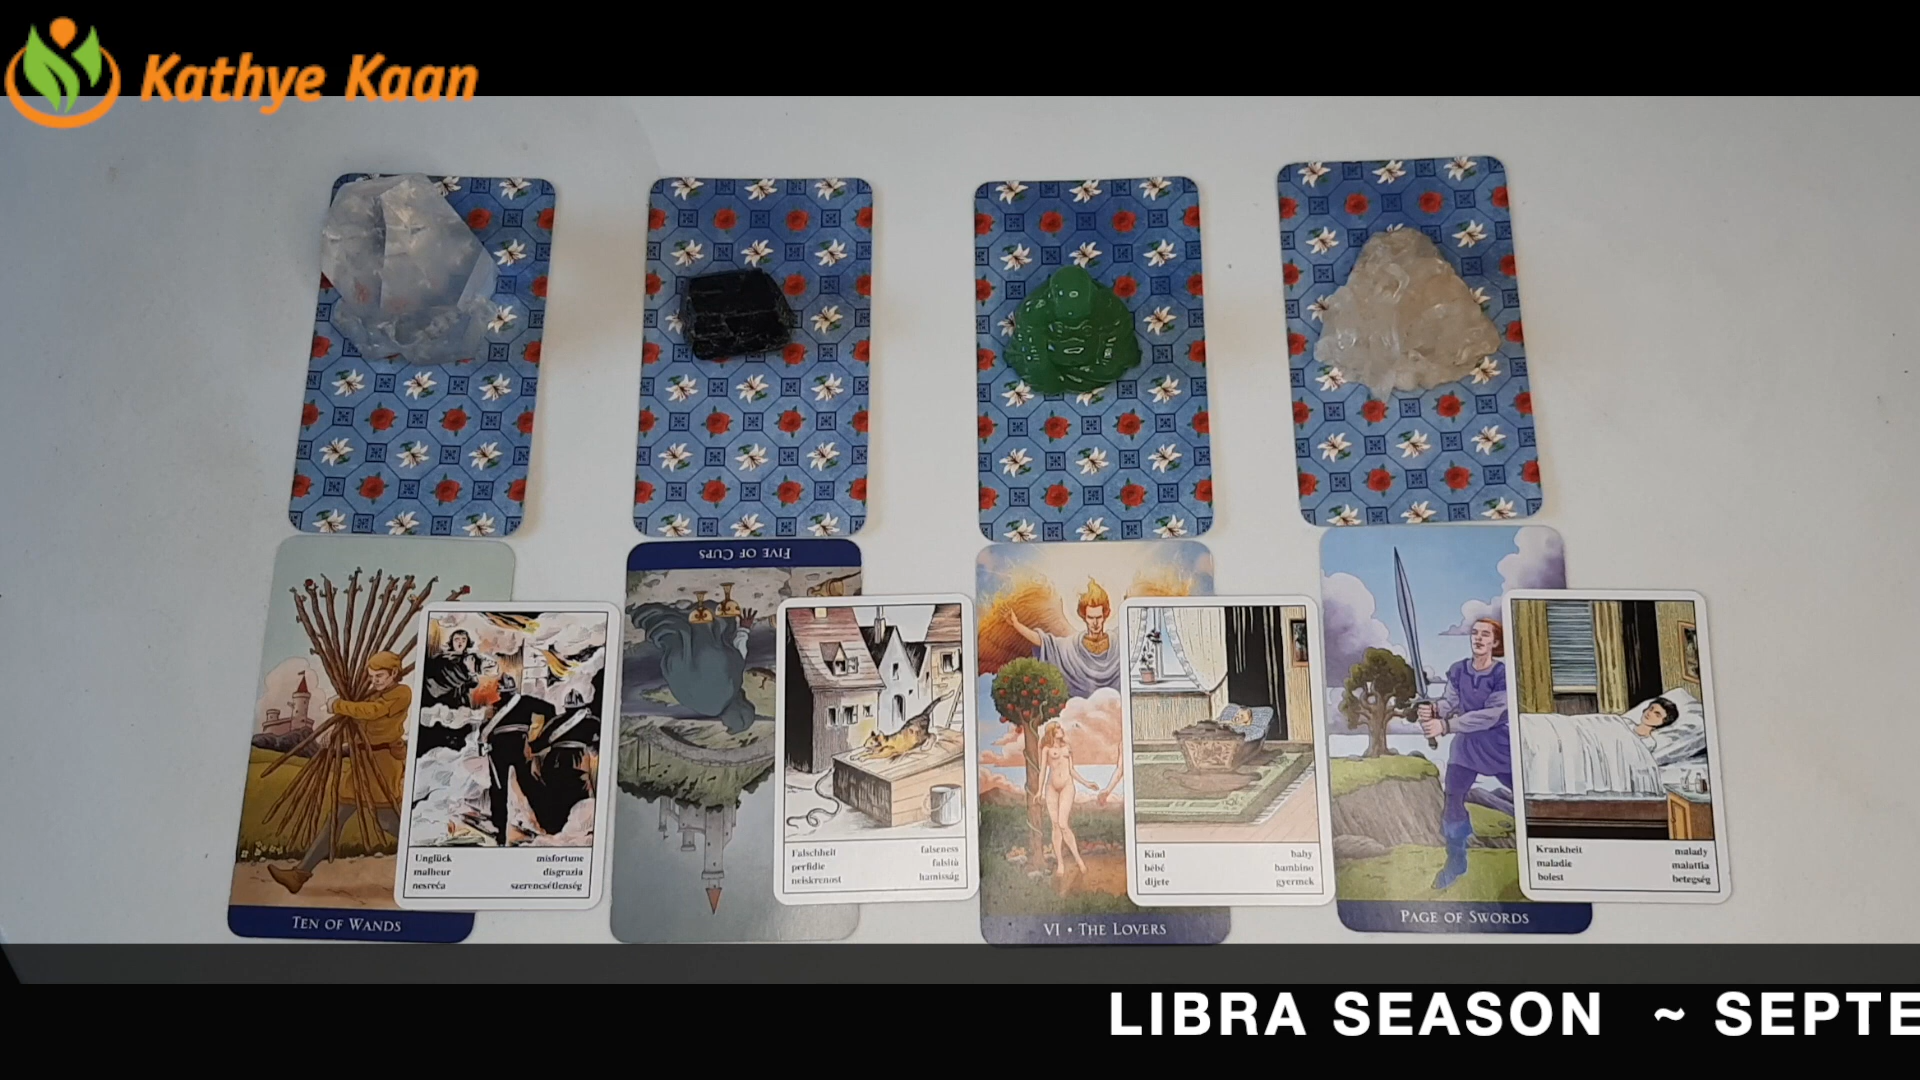 Kathye Kaan
FIVE OF CUPS
TEN OF WANDS
Unglück misfortune
malheur disgrazia
nesreća szerencsétlenség
Falschheit falseness
perfidie falsità
neiskrenost hamisság
VI • THE LOVERS
Kind baby
bébé bambino
dijete gyermek
PAGE OF SWORDS
Krankheit malady
maladie malattia
bolest betegség
LIBRA SEASON ~ SEPTE